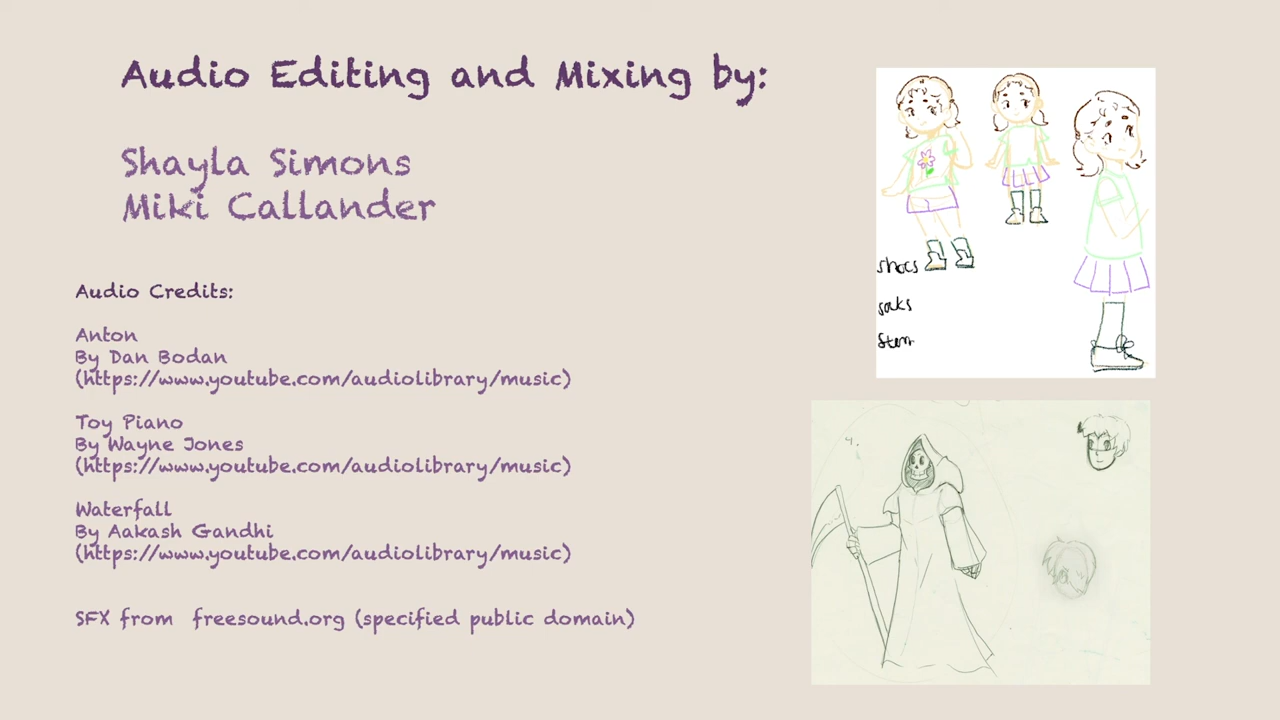 Audio Editing and Mixing by:
Shayla Simons
Miki Callander
Audio Credits:
Anton
By Dan Bodan
(https://www.youtube.com/audiolibrary/music)
Toy Piano
By Wayne Jones
(https://www.youtube.com/audiolibrary/music)
Waterfall
By Aakash Gandhi
(https://www.youtube.com/audiolibrary/music)
SFX from freesound.org (specified public domain)
shoes
socks